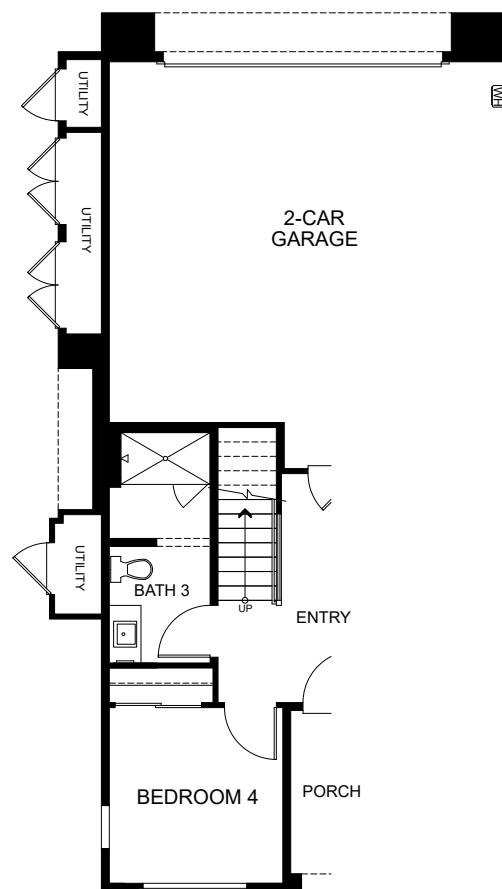 UTILITY
WH
UTILITY
2-CAR
GARAGE
UTILITY
BATH 3
UP
ENTRY
BEDROOM 4
PORCH